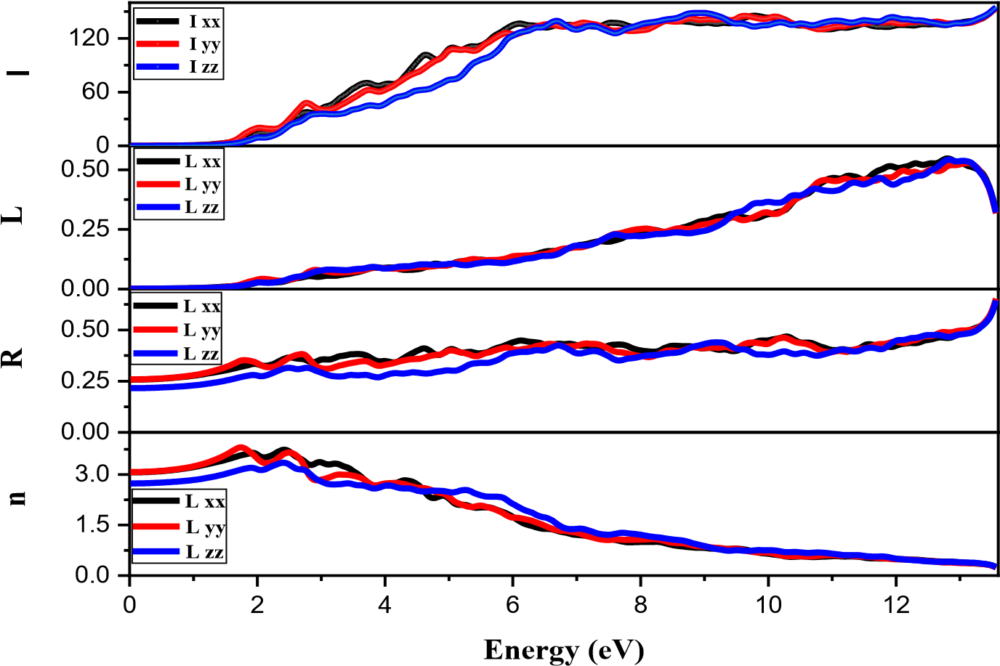 I xx
I yy
I zz
120
60
0
I
L xx
L yy
L zz
0.50
0.25
0.00
L
L xx
L yy
L zz
0.50
0.25
0.00
R
L xx
L yy
L zz
3.0
1.5
0.0
n
0 2 4 6 8 10 12
Energy (eV)